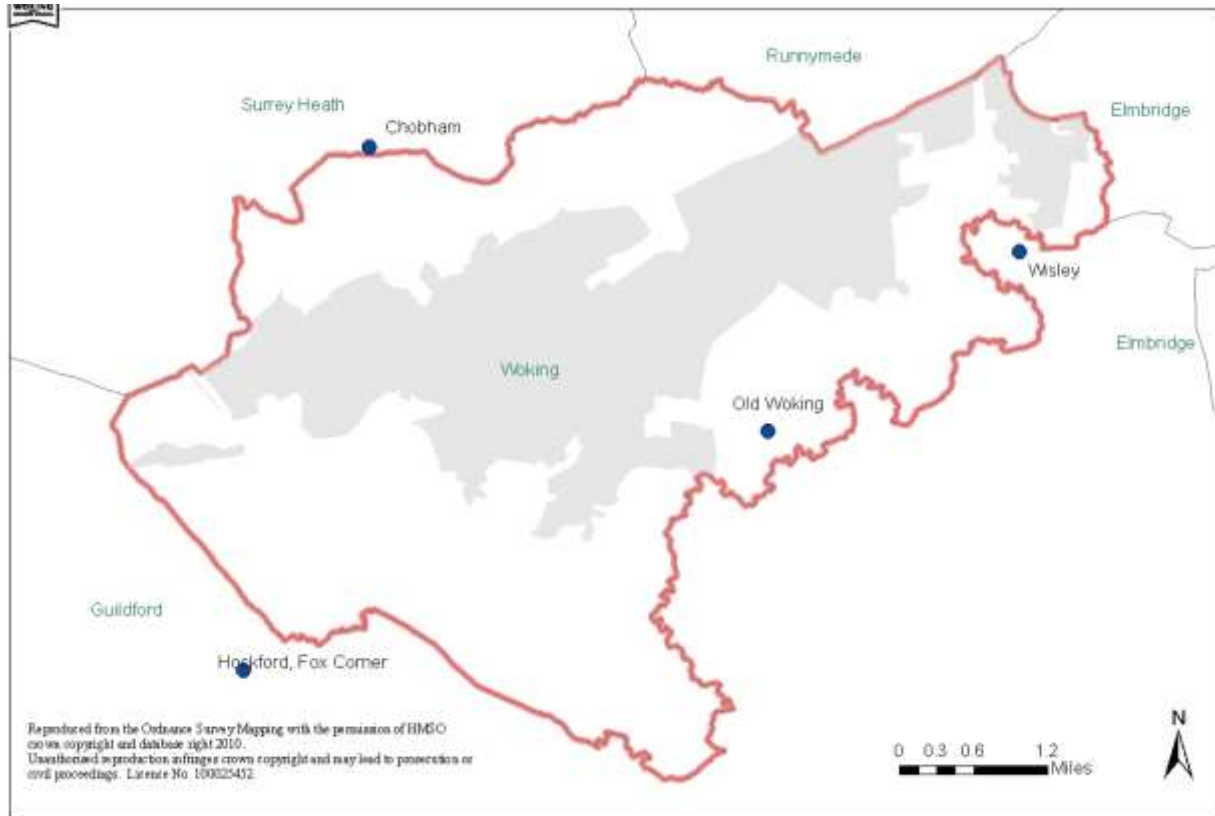 WOKING
Runnymede
Surrey Heath
Elmbridge
Chobham
Wisley
Elmbridge
Woking
Old Woking
Guildford
Hockford, Fox Corner
Reproduced from the Ordnance Survey Mapping with the permission of HMSO
crown copyright and database right 2010.
Unauthorised reproduction infringes crown copyright and may lead to prosecution or
civil proceedings. Licence No. 100025452.
N
0 0.3 0.6 1.2
Miles